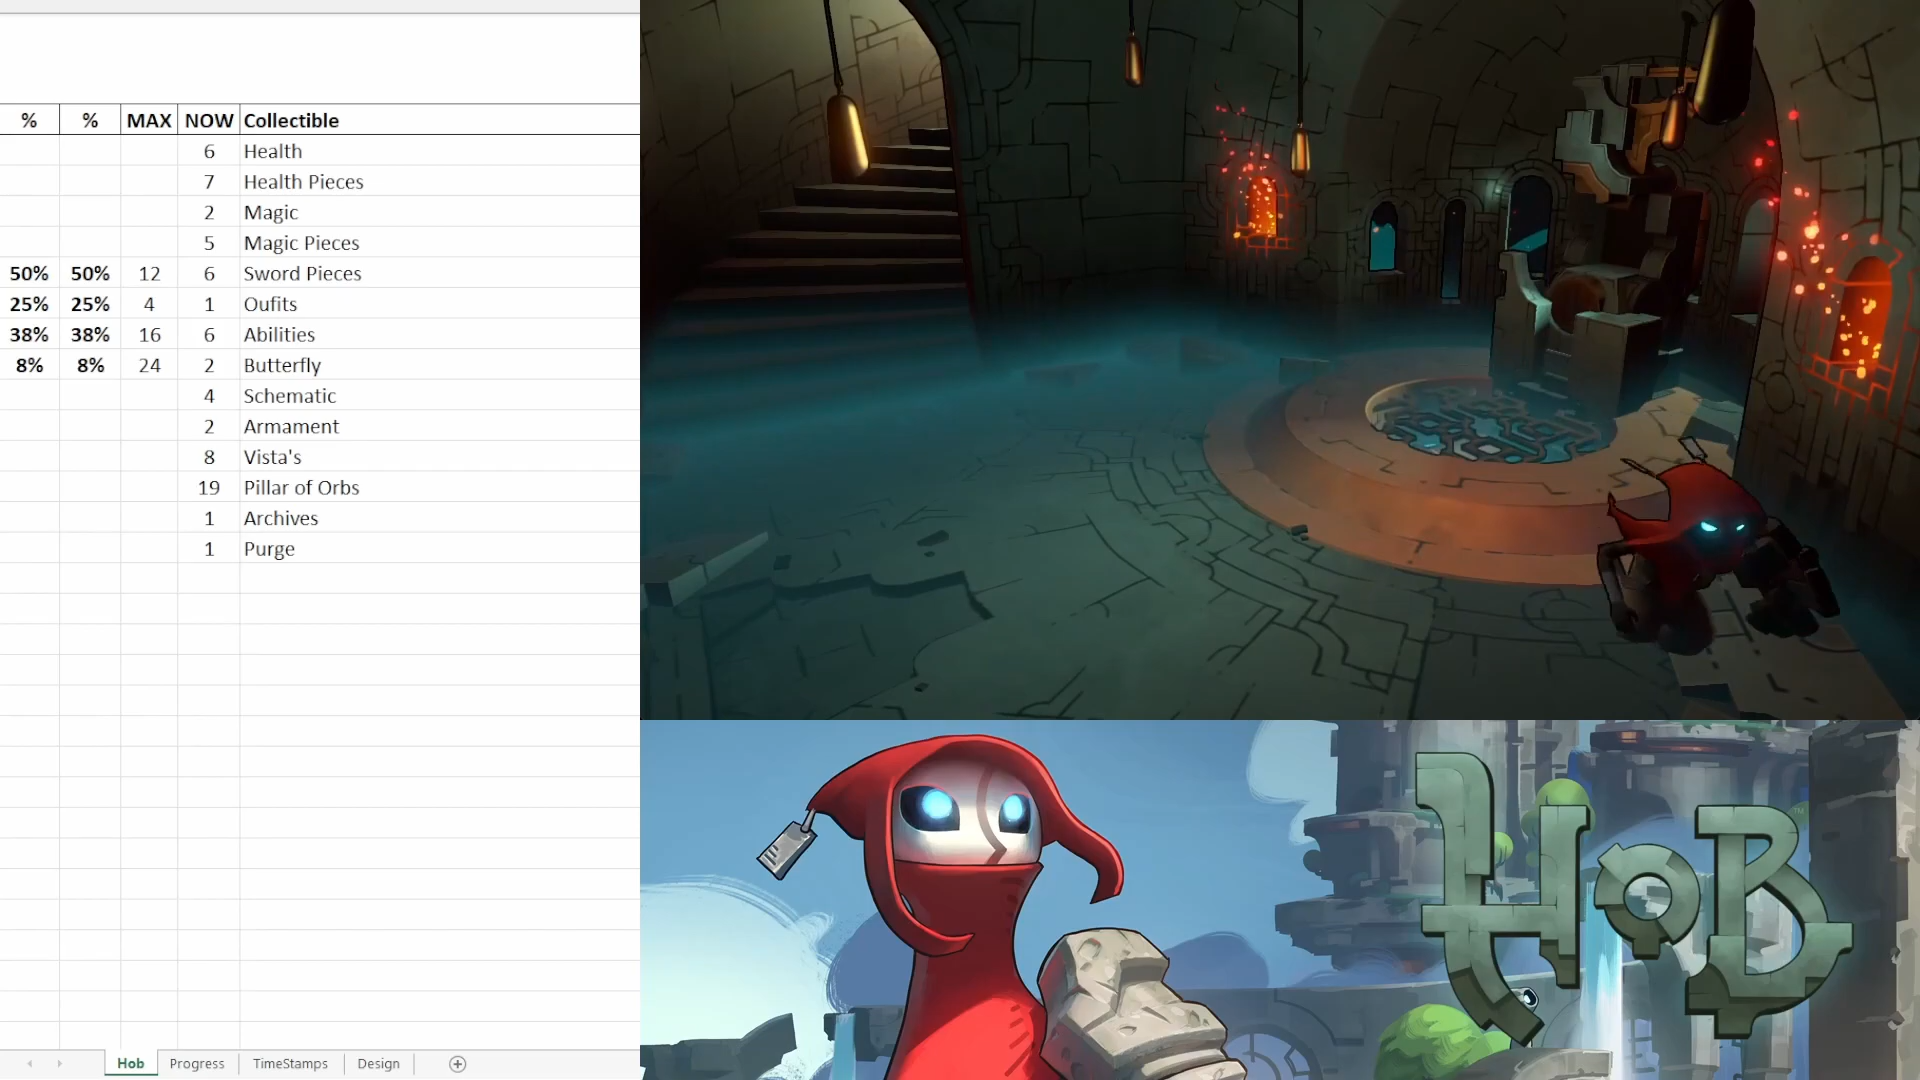 % % MAX NOW Collectible
6 Health
7 Health Pieces
2 Magic
5 Magic Pieces
50% 50% 12 6 Sword Pieces
25% 25% 4 1 Oufits
38% 38% 16 6 Abilities
8% 8% 24 2 Butterfly
4 Schematic
2 Armament
8 Vista's
19 Pillar of Orbs
1 Archives
1 Purge
HOB
TM
Hob Progress TimeStamps Design